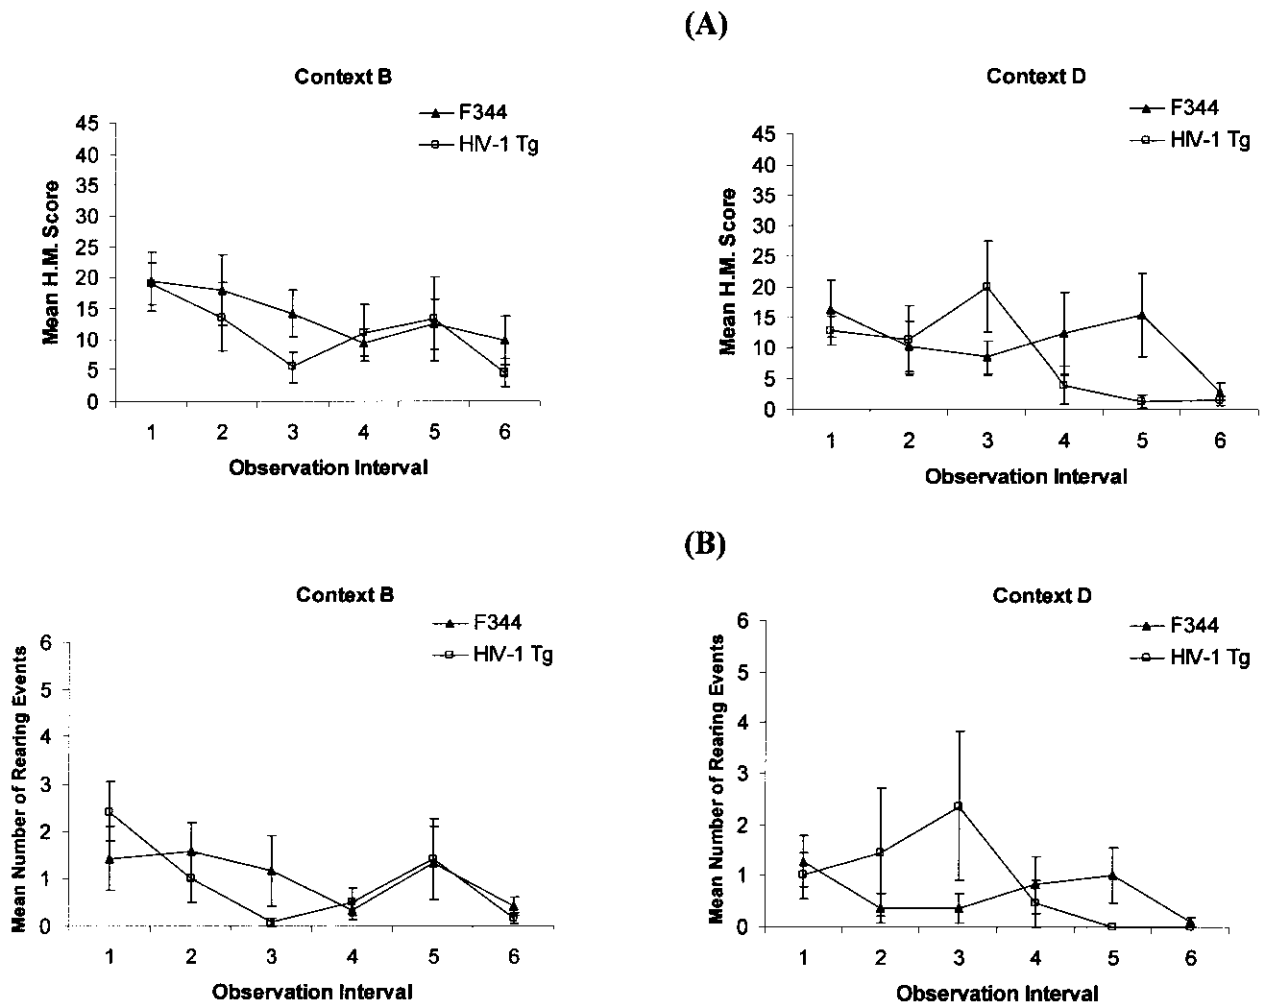 (A)
Context B
F344
HIV-1 Tg
Mean H.M. Score
45
40
35
30
25
20
15
10
5
0
1 2 3 4 5 6
Observation Interval
Context D
F344
HIV-1 Tg
Mean H.M. Score
45
40
35
30
25
20
15
10
5
0
1 2 3 4 5 6
Observation Interval
(B)
Context B
F344
HIV-1 Tg
Mean Number of Rearing Events
6
5
4
3
2
1
0
1 2 3 4 5 6
Observation Interval
Context D
F344
HIV-1 Tg
Mean Number of Rearing Events
6
5
4
3
2
1
0
1 2 3 4 5 6
Observation Interval